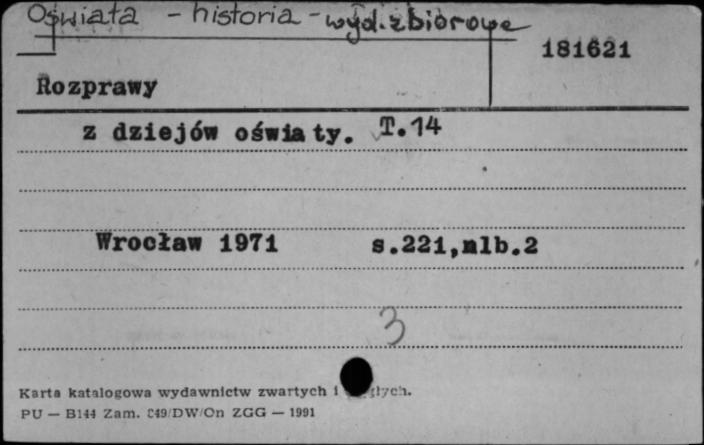 Oświata - historia - wyd. zbiorowe
181621
Rozprawy
z dziejów oświaty. T.14
Wrocław 1971 s.221,nlb.2
3
Karta katalogowa wydawnictw zwartych i
PU — B144 Zam. 249/DW/On ZGG — 1991